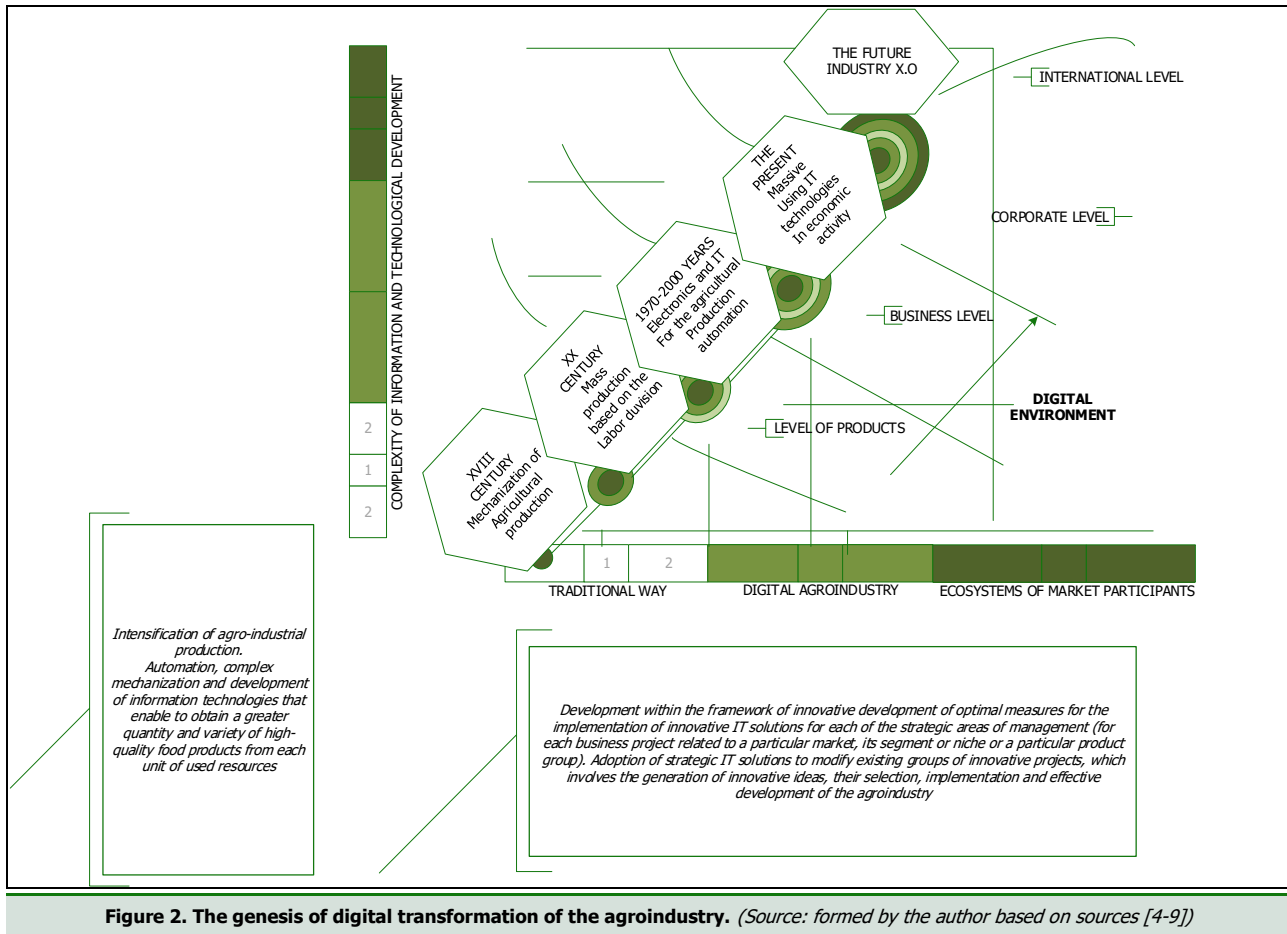 THE FUTURE
INDUSTRY X.O
INTERNATIONAL LEVEL
THE
PRESENT
Massive
Using IT
technologies
In economic
activity
CORPORATE LEVEL
1970-2000 YEARS
Electronics and IT
For the agricultural
Production
automation
BUSINESS LEVEL
XX
CENTURY
Mass
production
based on the
Labor duvision
DIGITAL
ENVIRONMENT
LEVEL OF PRODUCTS
XVIII
CENTURY
Mechanization of
Agricultural
production
COMPLEXITY OF INFORMATION AND TECHNOLOGICAL DEVELOPMENT
2
1
2
1
2
TRADITIONAL WAY
DIGITAL AGROINDUSTRY
ECOSYSTEMS OF MARKET PARTICIPANTS
Intensification of agro-industrial
production.
Automation, complex
mechanization and development
of information technologies that
enable to obtain a greater
quantity and variety of high-
quality food products from each
unit of used resources
Development within the framework of innovative development of optimal measures for the
implementation of innovative IT solutions for each of the strategic areas of management (for
each business project related to a particular market, its segment or niche or a particular product
group). Adoption of strategic IT solutions to modify existing groups of innovative projects, which
involves the generation of innovative ideas, their selection, implementation and effective
development of the agroindustry
Figure 2. The genesis of digital transformation of the agroindustry. (Source: formed by the author based on sources [4-9])